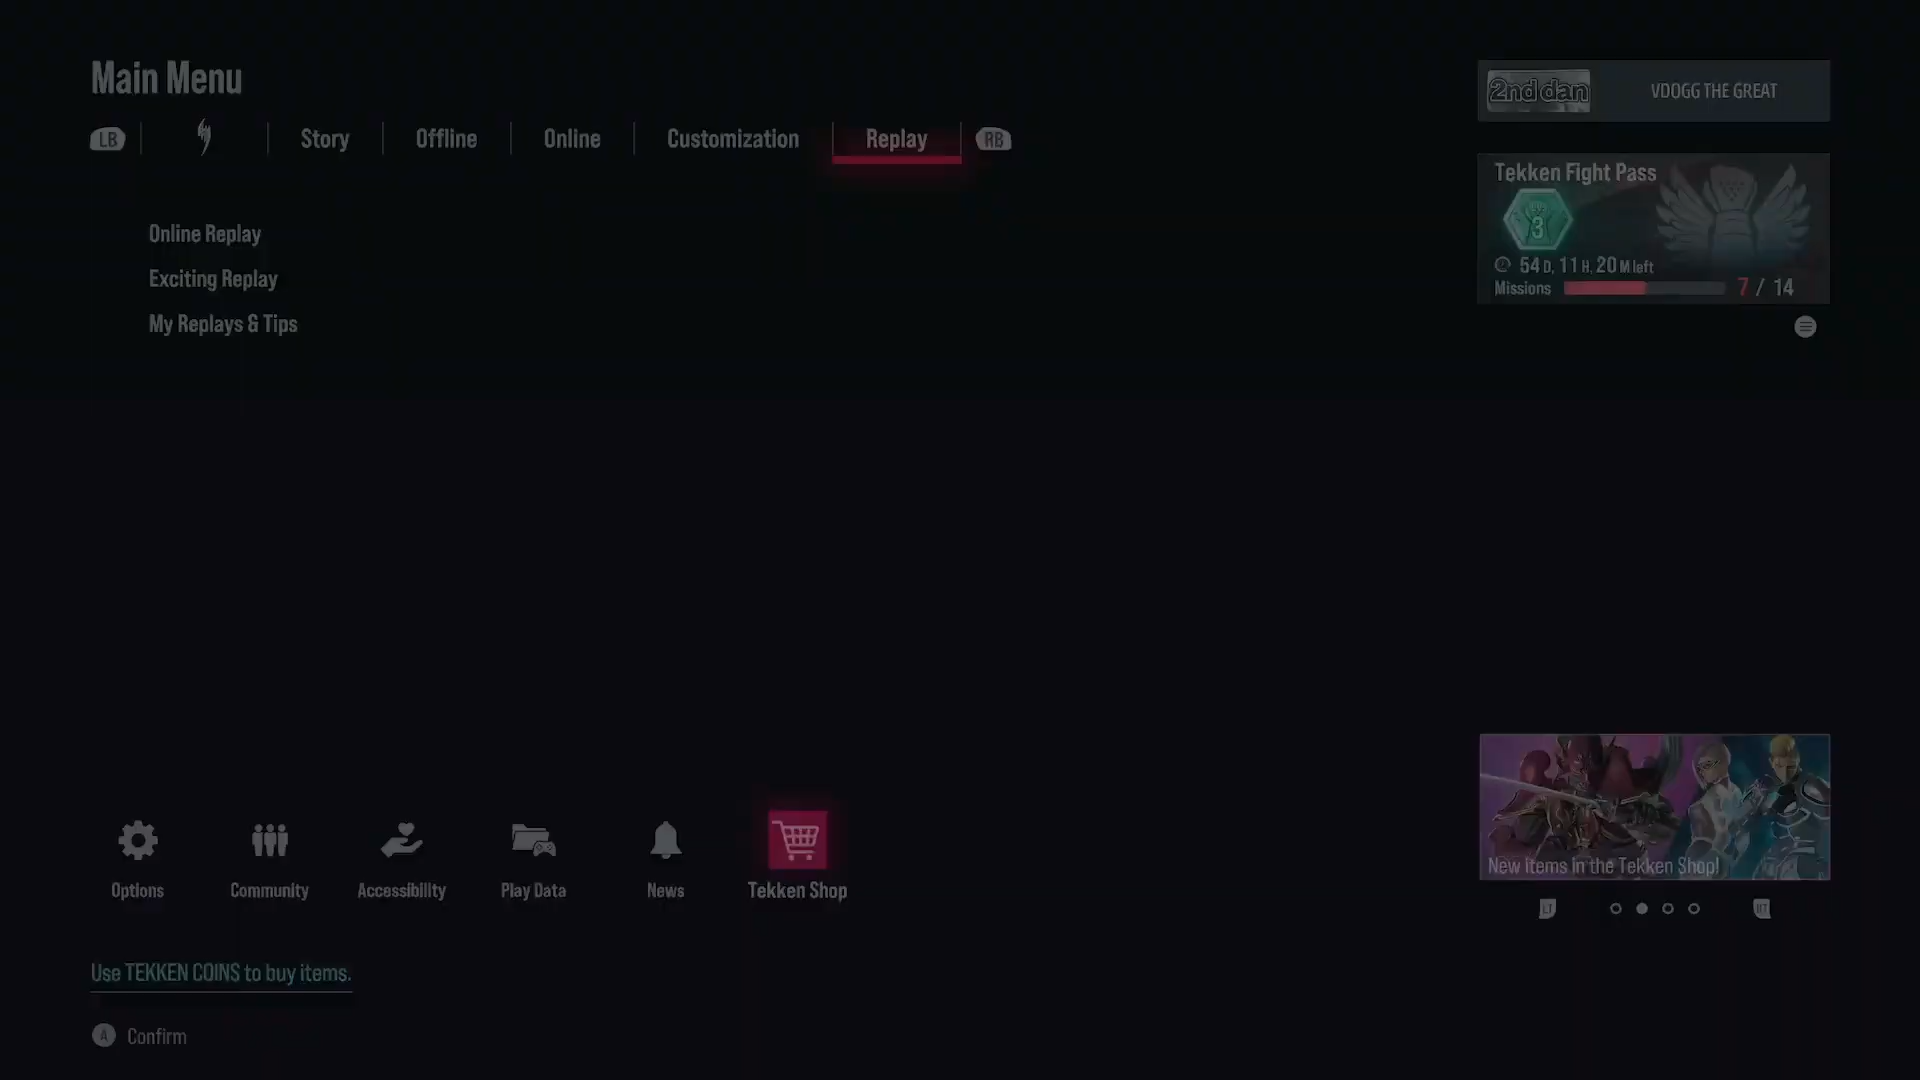 Main Menu
LB
Story
Offline
Online
Customization
Replay
RB
Online Replay
Exciting Replay
My Replays & Tips
2nd dan
VDOGG THE GREAT
Tekken Fight Pass
3
54 D, 11 H, 20 M left
Missions
7 / 14
New items in the Tekken Shop!
LT
RT
Options
Community
Accessibility
Play Data
News
Tekken Shop
Use TEKKEN COINS to buy items.
A Confirm